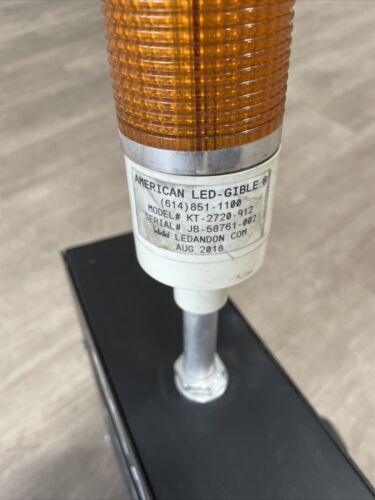 AMERICAN LED-GIBLE ®
(614)851-1100
MODEL# KT-2720-912
SERIAL# JB-58761-002
WWW LEDANDON COM
AUG 2018